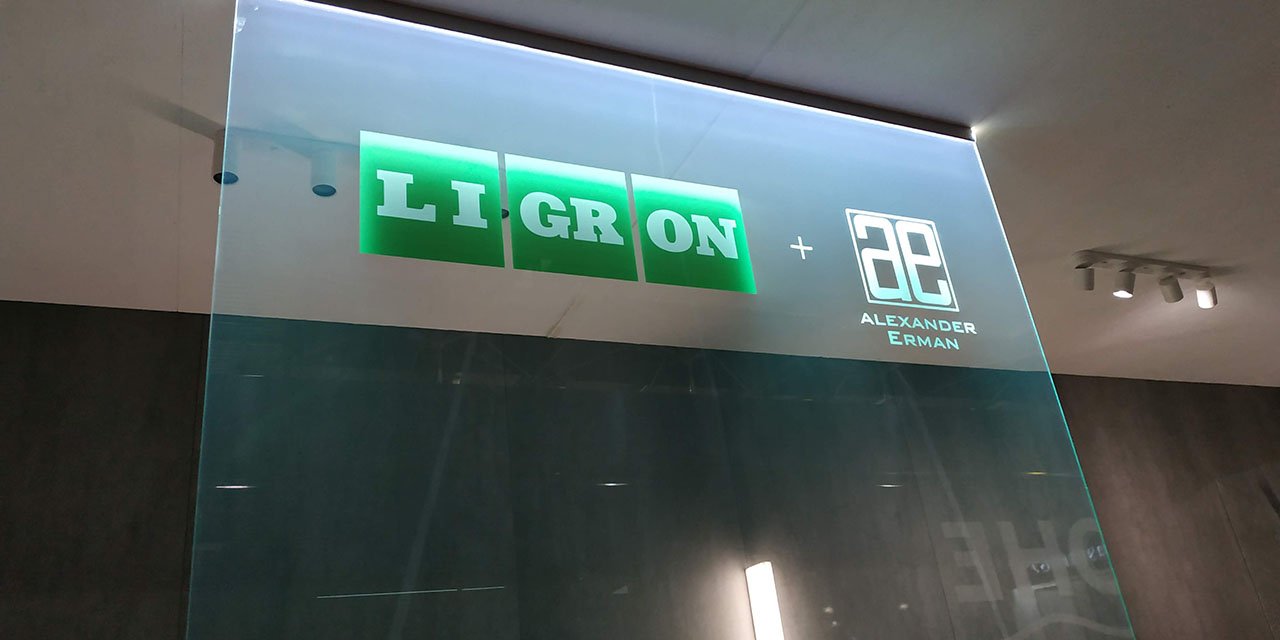 LIGRON + ae
ALEXANDER
ERMAN